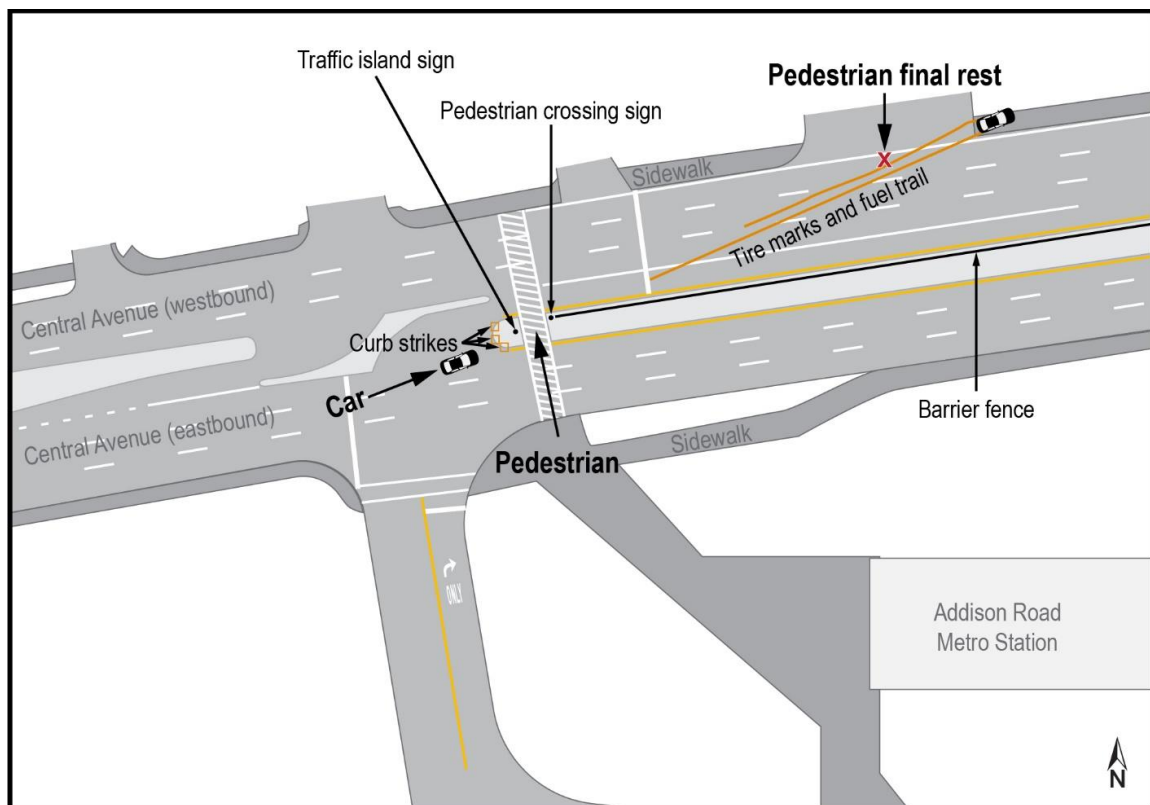 Traffic island sign
Pedestrian crossing sign
Pedestrian final rest
Sidewalk
Tire marks and fuel trail
Central Avenue (westbound)
Curb strikes
Car
Central Avenue (eastbound)
Pedestrian
Sidewalk
Barrier fence
ONLY
Addison Road
Metro Station
X
N